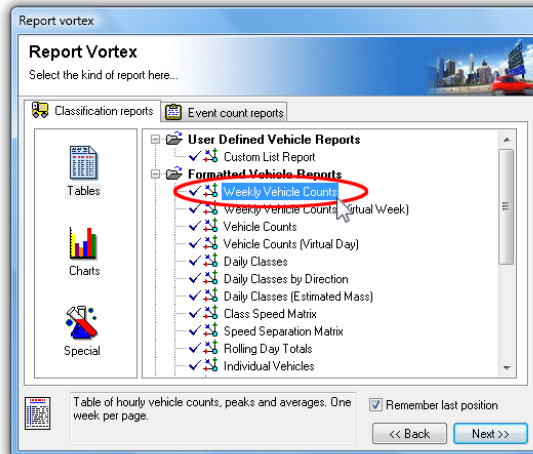 Report vortex
Report Vortex
Select the kind of report here...
Classification reports
Event count reports
Tables
Charts
Special
User Defined Vehicle Reports
Custom List Report
Formatted Vehicle Reports
Weekly Vehicle Counts
Weekly Vehicle Counts (Virtual Week)
Vehicle Counts
Vehicle Counts (Virtual Day)
Daily Classes
Daily Classes by Direction
Daily Classes (Estimated Mass)
Class Speed Matrix
Speed Separation Matrix
Rolling Day Totals
Individual Vehicles
Table of hourly vehicle counts, peaks and averages. One
week per page.
Remember last position
<< Back
Next >>